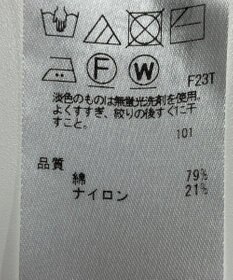 F
W
F23T
淡色のものは無蛍光洗剤を使用。
よくすすぎ、絞りの後すぐに干
すこと。
101
品質
綿 79%
ナイロン 21%